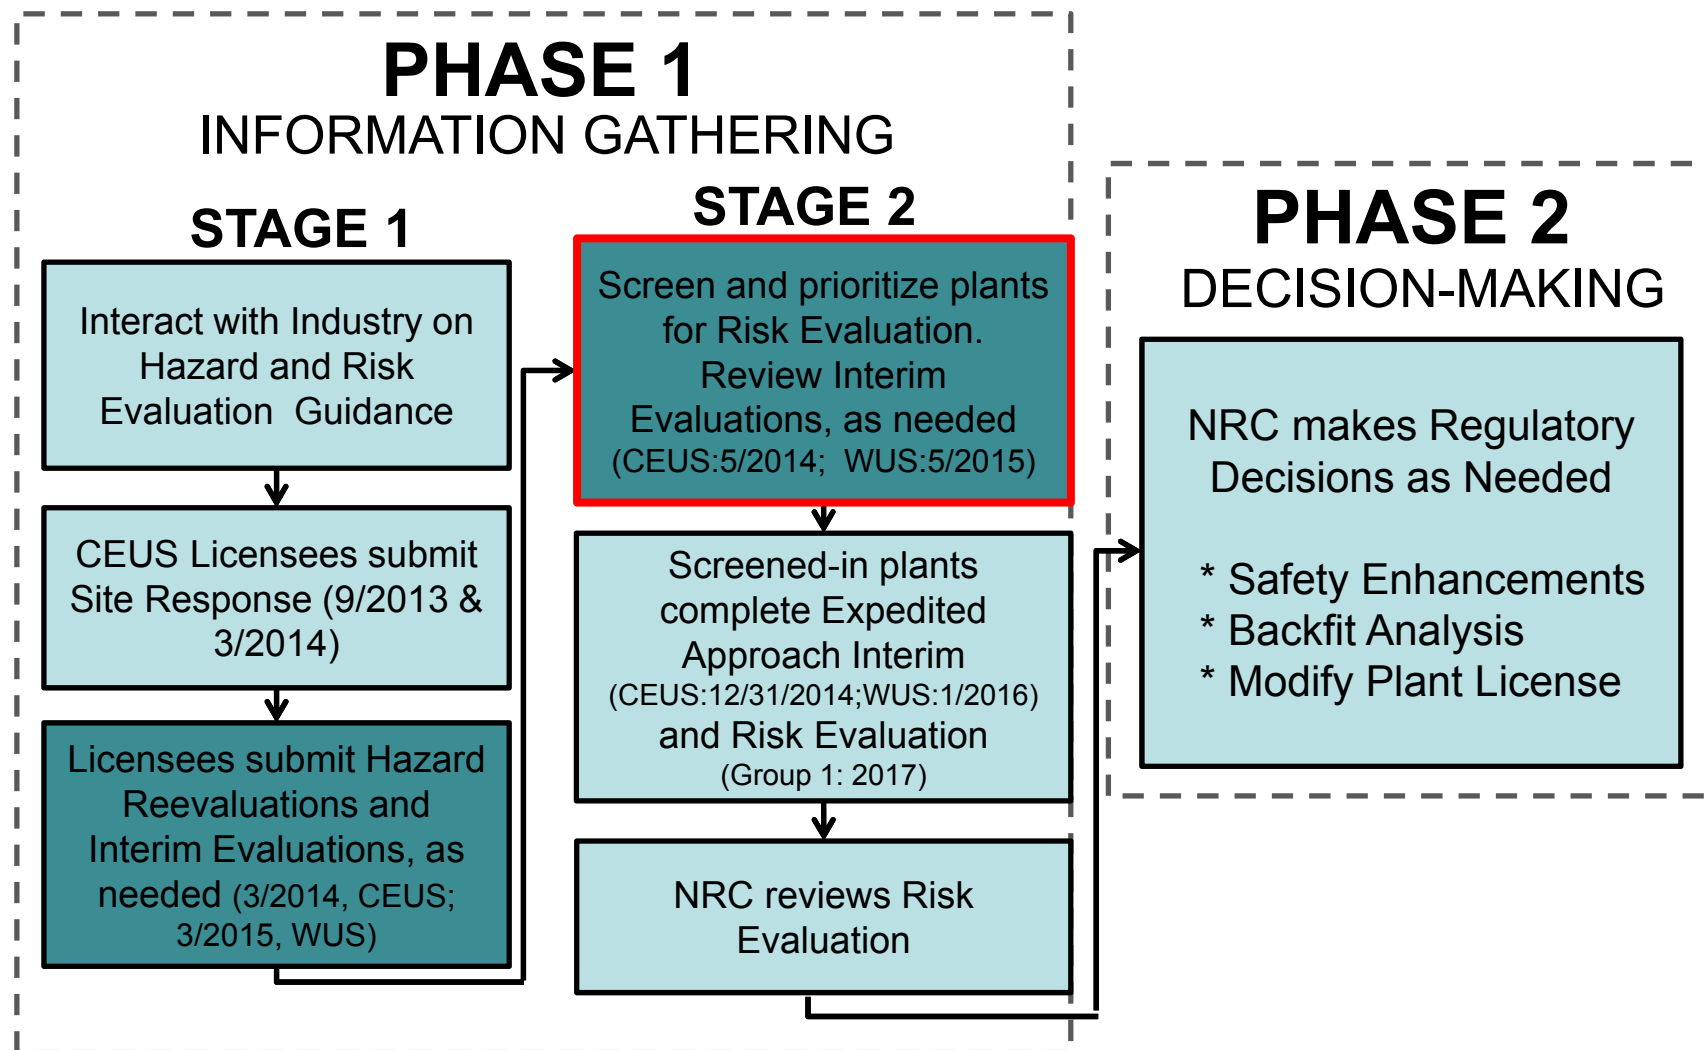 PHASE 1
INFORMATION GATHERING
STAGE 1
Interact with Industry on
Hazard and Risk
Evaluation Guidance
CEUS Licensees submit
Site Response (9/2013 &
3/2014)
Licensees submit Hazard
Reevaluations and
Interim Evaluations, as
needed (3/2014, CEUS;
3/2015, WUS)
STAGE 2
Screen and prioritize plants
for Risk Evaluation.
Review Interim
Evaluations, as needed
(CEUS:5/2014; WUS:5/2015)
Screened-in plants
complete Expedited
Approach Interim
(CEUS:12/31/2014;WUS:1/2016)
and Risk Evaluation
(Group 1: 2017)
NRC reviews Risk
Evaluation
PHASE 2
DECISION-MAKING
NRC makes Regulatory
Decisions as Needed
* Safety Enhancements
* Backfit Analysis
* Modify Plant License